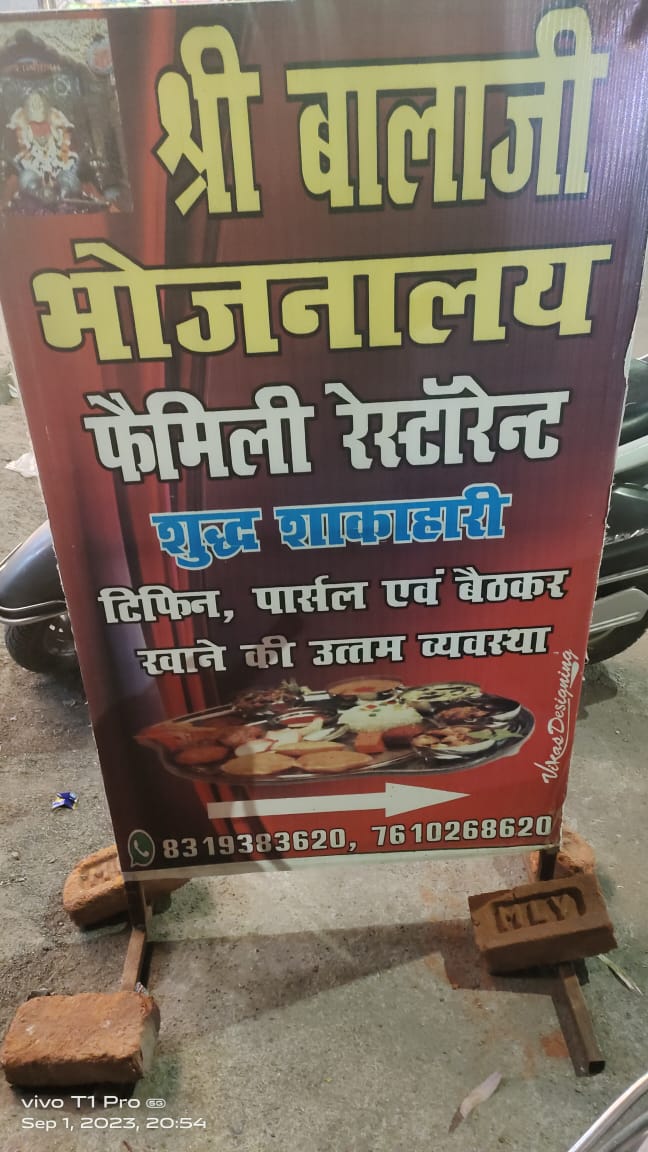 श्री बालाजी
भोजनालय
फैमिली रेस्टॉरेन्ट
शुद्ध शाकाहारी
टिफिन, पार्सल एवं बैठकर
खाने की उत्तम व्यवस्था
Vikas Designing
8319383620, 7610268620
MLY
vivo T1 Pro 5G
Sep 1, 2023, 20:54